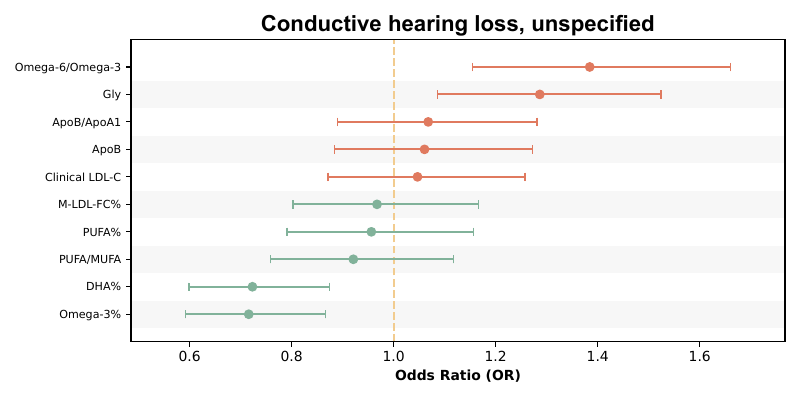 Conductive hearing loss, unspecified
Omega-6/Omega-3
Gly
ApoB/ApoA1
ApoB
Clinical LDL-C
M-LDL-FC%
PUFA%
PUFA/MUFA
DHA%
Omega-3%
0.6 0.8 1.0 1.2 1.4 1.6
Odds Ratio (OR)